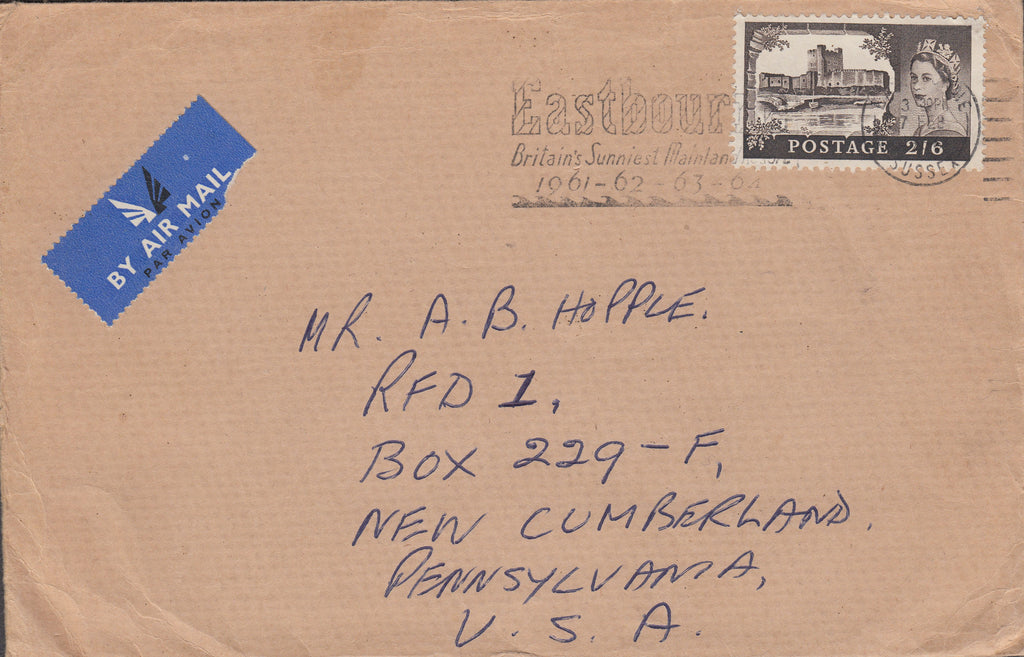 Eastbour
Britain's Sunniest Mainland
1961-62-63-64
POSTAGE 2/6
SUSSEX
BY AIR MAIL
PAR AVION
MR. A. B. HOPPLE.
RFD 1,
BOX 229-F,
NEW CUMBERLAND.
PENNSYLVANIA,
U. S. A.